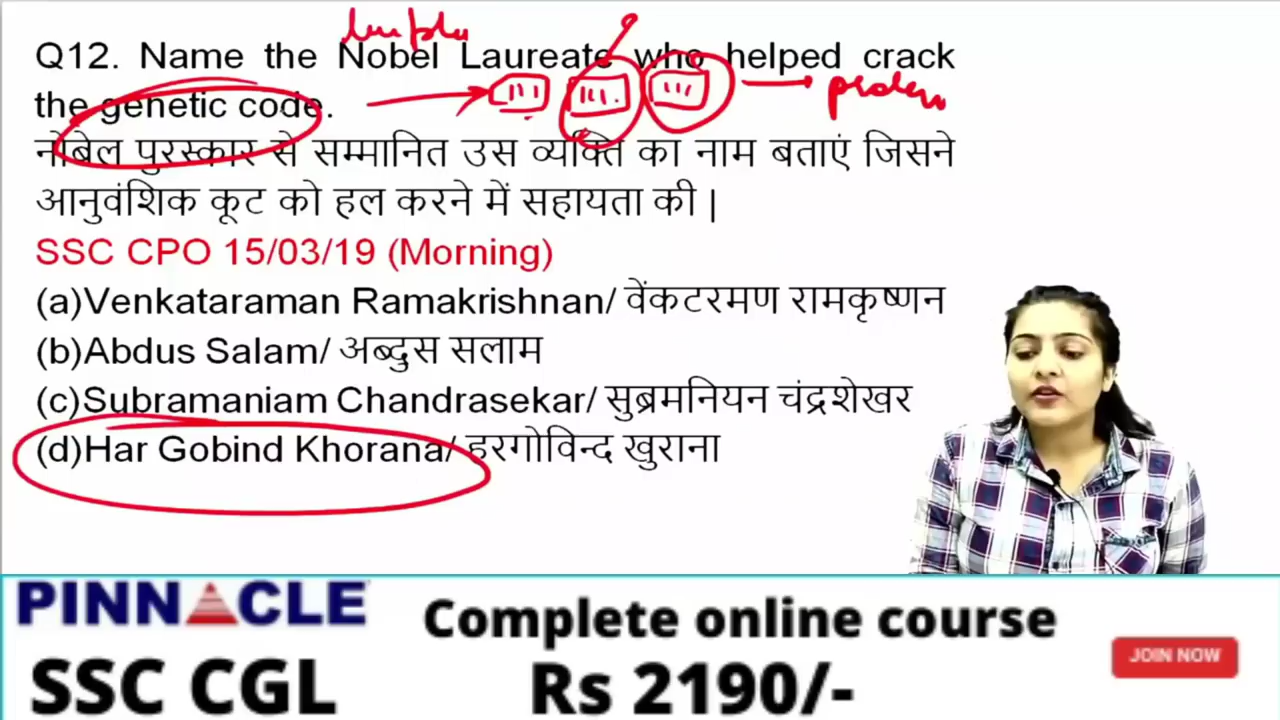 Q12. Name the Nobel Laureate who helped crack
the genetic code.
नोबेल पुरस्कार से सम्मानित उस व्यक्ति का नाम बताएं जिसने
आनुवंशिक कूट को हल करने में सहायता की |
SSC CPO 15/03/19 (Morning)
(a)Venkataraman Ramakrishnan/ वेंकटरमण रामकृष्णन
(b)Abdus Salam/ अब्दुस सलाम
(c)Subramaniam Chandrasekar/ सुब्रमनियन चंद्रशेखर
(d)Har Gobind Khorana/ हरगोविन्द खुराना
PINNACLE
SSC CGL
Complete online course
Rs 2190/-
JOIN NOW